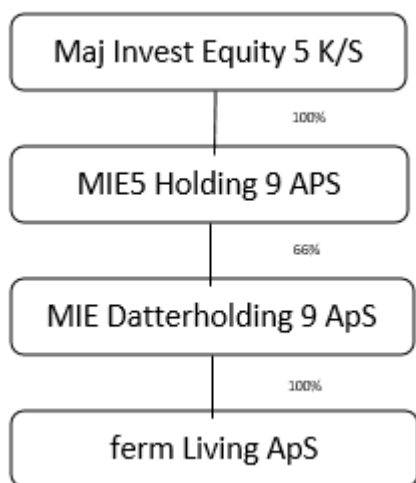 Maj Invest Equity 5 K/S
100%
MIE5 Holding 9 APS
66%
MIE Datterholding 9 ApS
100%
ferm Living ApS